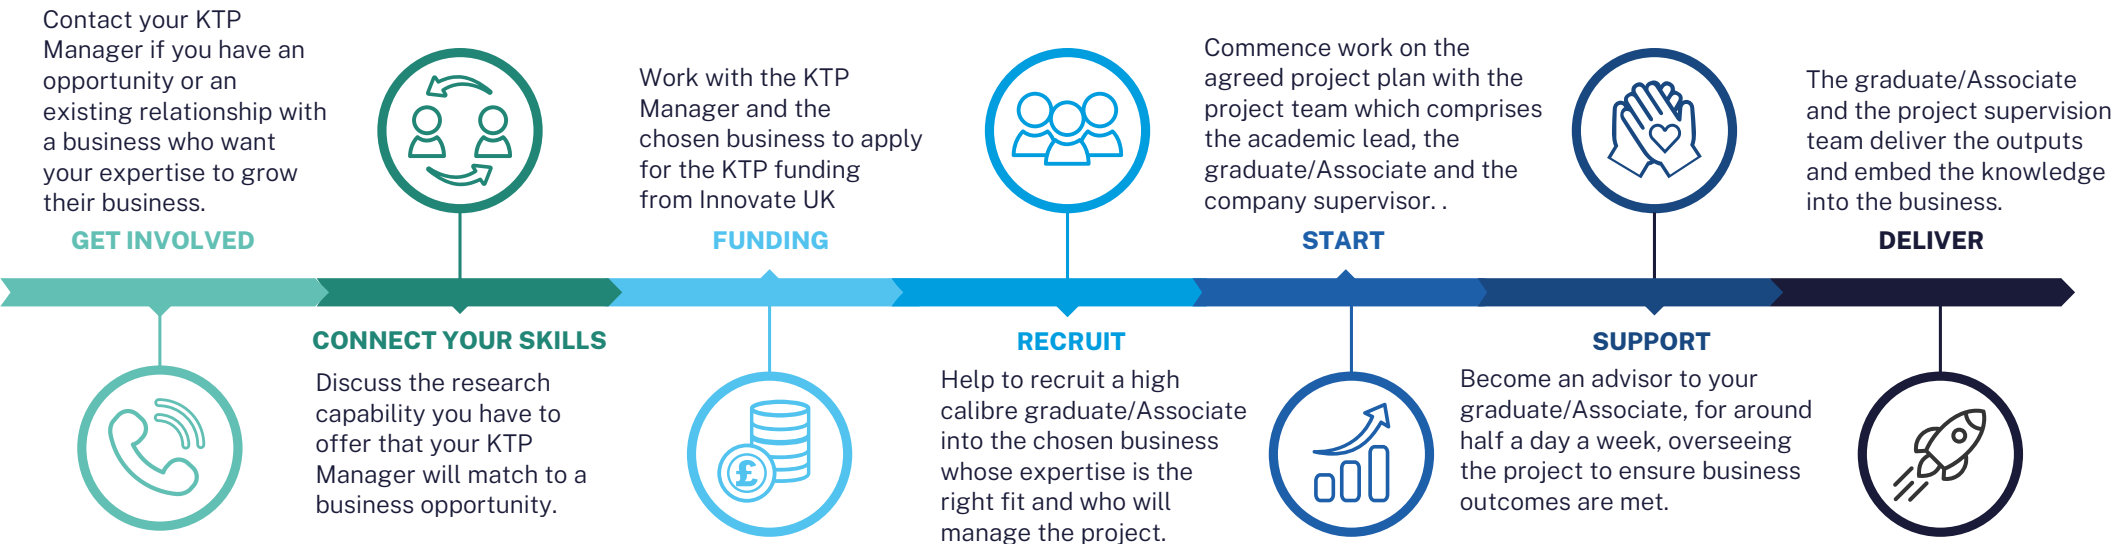 Contact your KTP
Manager if you have an
opportunity or an
existing relationship with
a business who want
your expertise to grow
their business.
GET INVOLVED
CONNECT YOUR SKILLS
Discuss the research
capability you have to
offer that your KTP
Manager will match to a
business opportunity.
Work with the KTP
Manager and the
chosen business to apply
for the KTP funding
from Innovate UK
FUNDING
£
RECRUIT
Help to recruit a high
calibre graduate/Associate
into the chosen business
whose expertise is the
right fit and who will
manage the project.
Commence work on the
agreed project plan with the
project team which comprises
the academic lead, the
graduate/Associate and the
company supervisor. .
START
SUPPORT
Become an advisor to your
graduate/Associate, for around
half a day a week, overseeing
the project to ensure business
outcomes are met.
The graduate/Associate
and the project supervision
team deliver the outputs
and embed the knowledge
into the business.
DELIVER